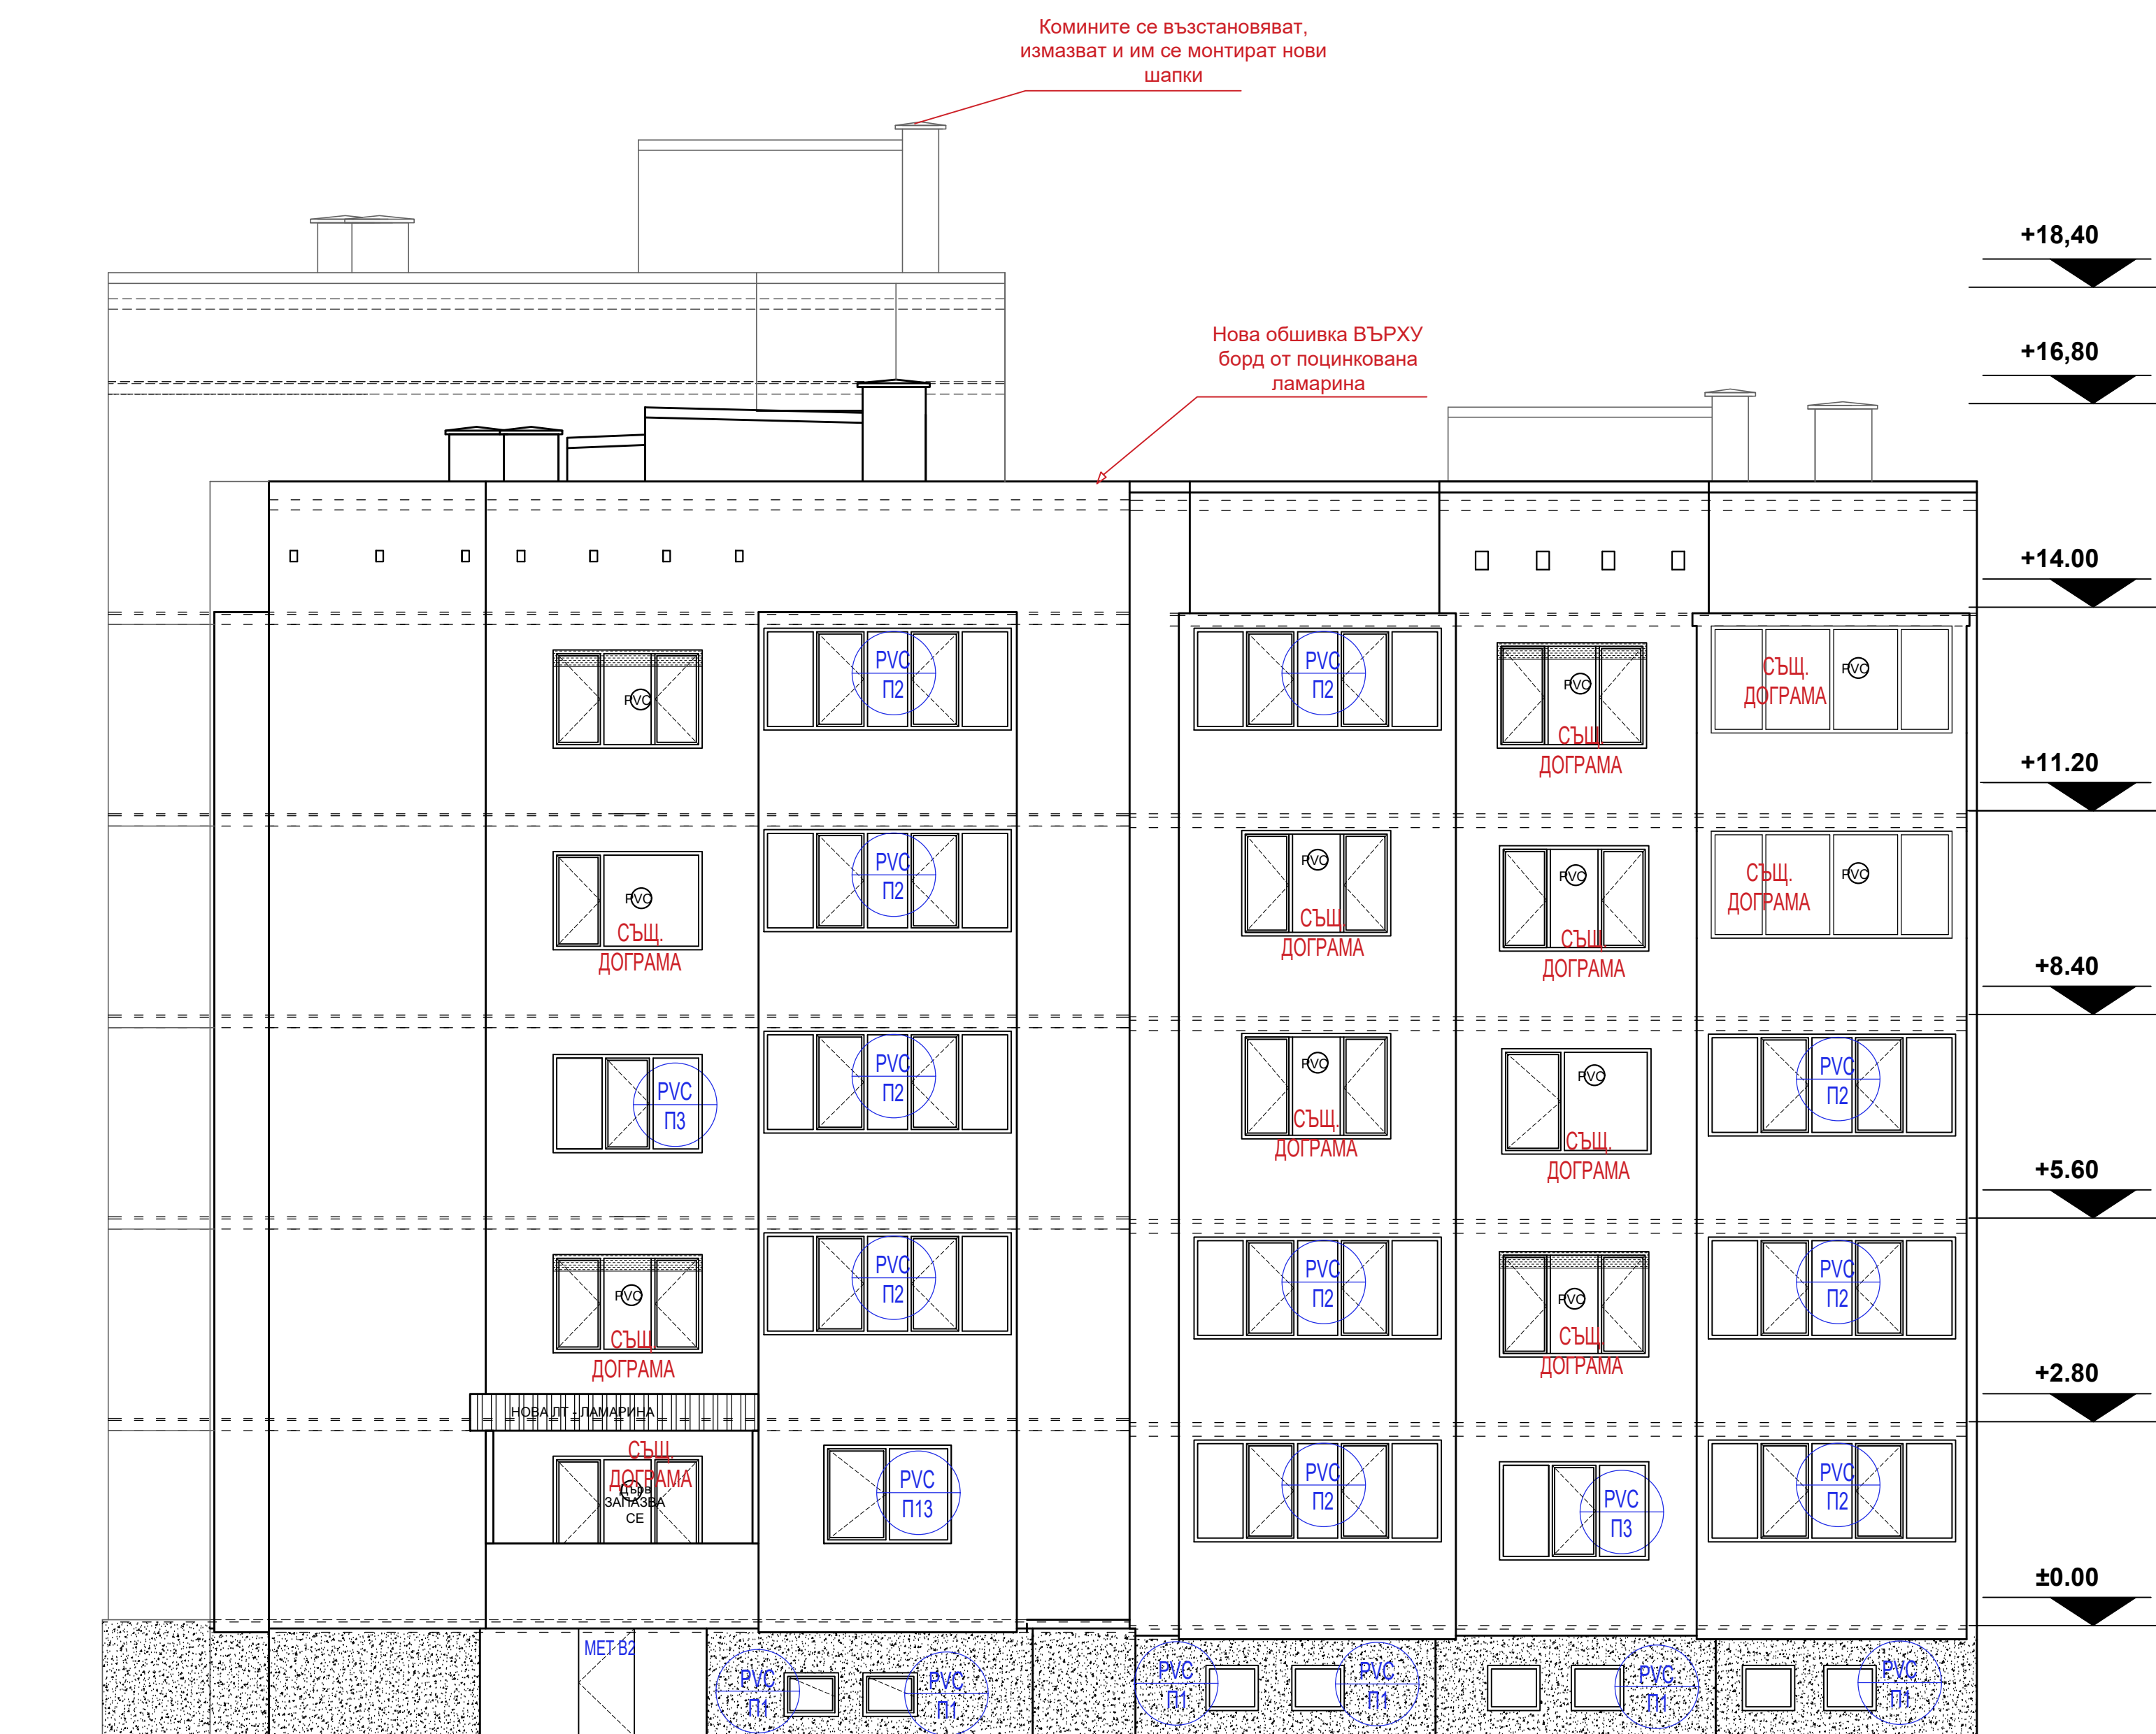 Комините се възстановяват,
измазват и им се монтират нови
шапки
+18,40
Нова обшивка ВЪРХУ
борд от поцинкована
ламарина
+16,80
+14.00
PVC
П2
PVC
П2
PVC
PVC
СЪЩ.
ДОГРАМА
СЪЩ.
ДОГРАМА
PVC
+11.20
PVC
П2
PVC
СЪЩ.
ДОГРАМА
PVC
СЪЩ.
ДОГРАМА
PVC
СЪЩ.
ДОГРАМА
PVC
СЪЩ.
ДОГРАМА
PVC
+8.40
PVC
П3
PVC
П2
PVC
СЪЩ.
ДОГРАМА
PVC
СЪЩ.
ДОГРАМА
PVC
П2
+5.60
PVC
СЪЩ.
ДОГРАМА
PVC
П2
PVC
П2
PVC
СЪЩ.
ДОГРАМА
PVC
П2
+2.80
НОВА ЛТ - ЛАМАРИНА
СЪЩ.
ДОГРАМА
Дърв
ЗАПАЗВА
СЕ
PVC
П13
PVC
П2
PVC
П3
PVC
П2
±0.00
МЕТ В2
PVC
П1
PVC
П1
PVC
П1
PVC
П1
PVC
П1
PVC
П1